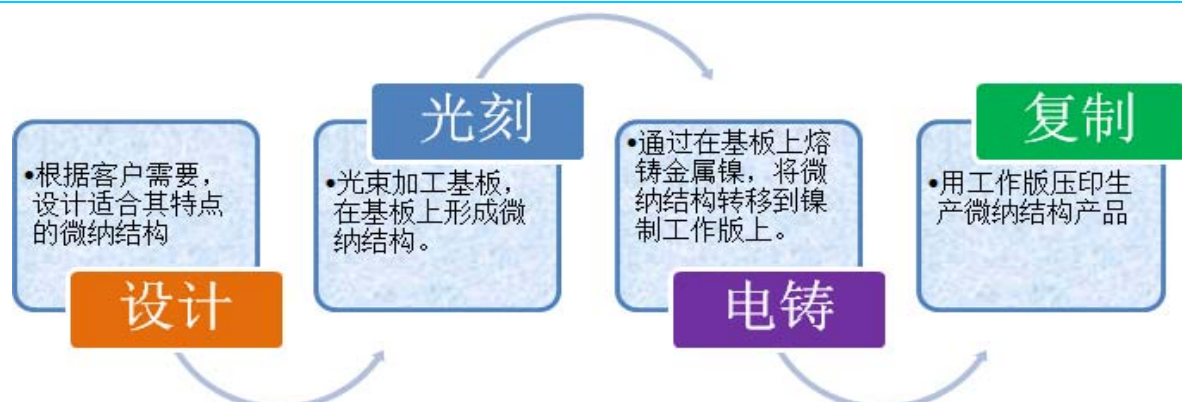 •根据客户需要，
设计适合其特点
的微纳结构
设计
光刻
•光束加工基板，
在基板上形成微
纳结构。
•通过在基板上熔
铸金属镍，将微
纳结构转移到镍
制工作版上。
电铸
复制
•用工作版压印生
产微纳结构产品